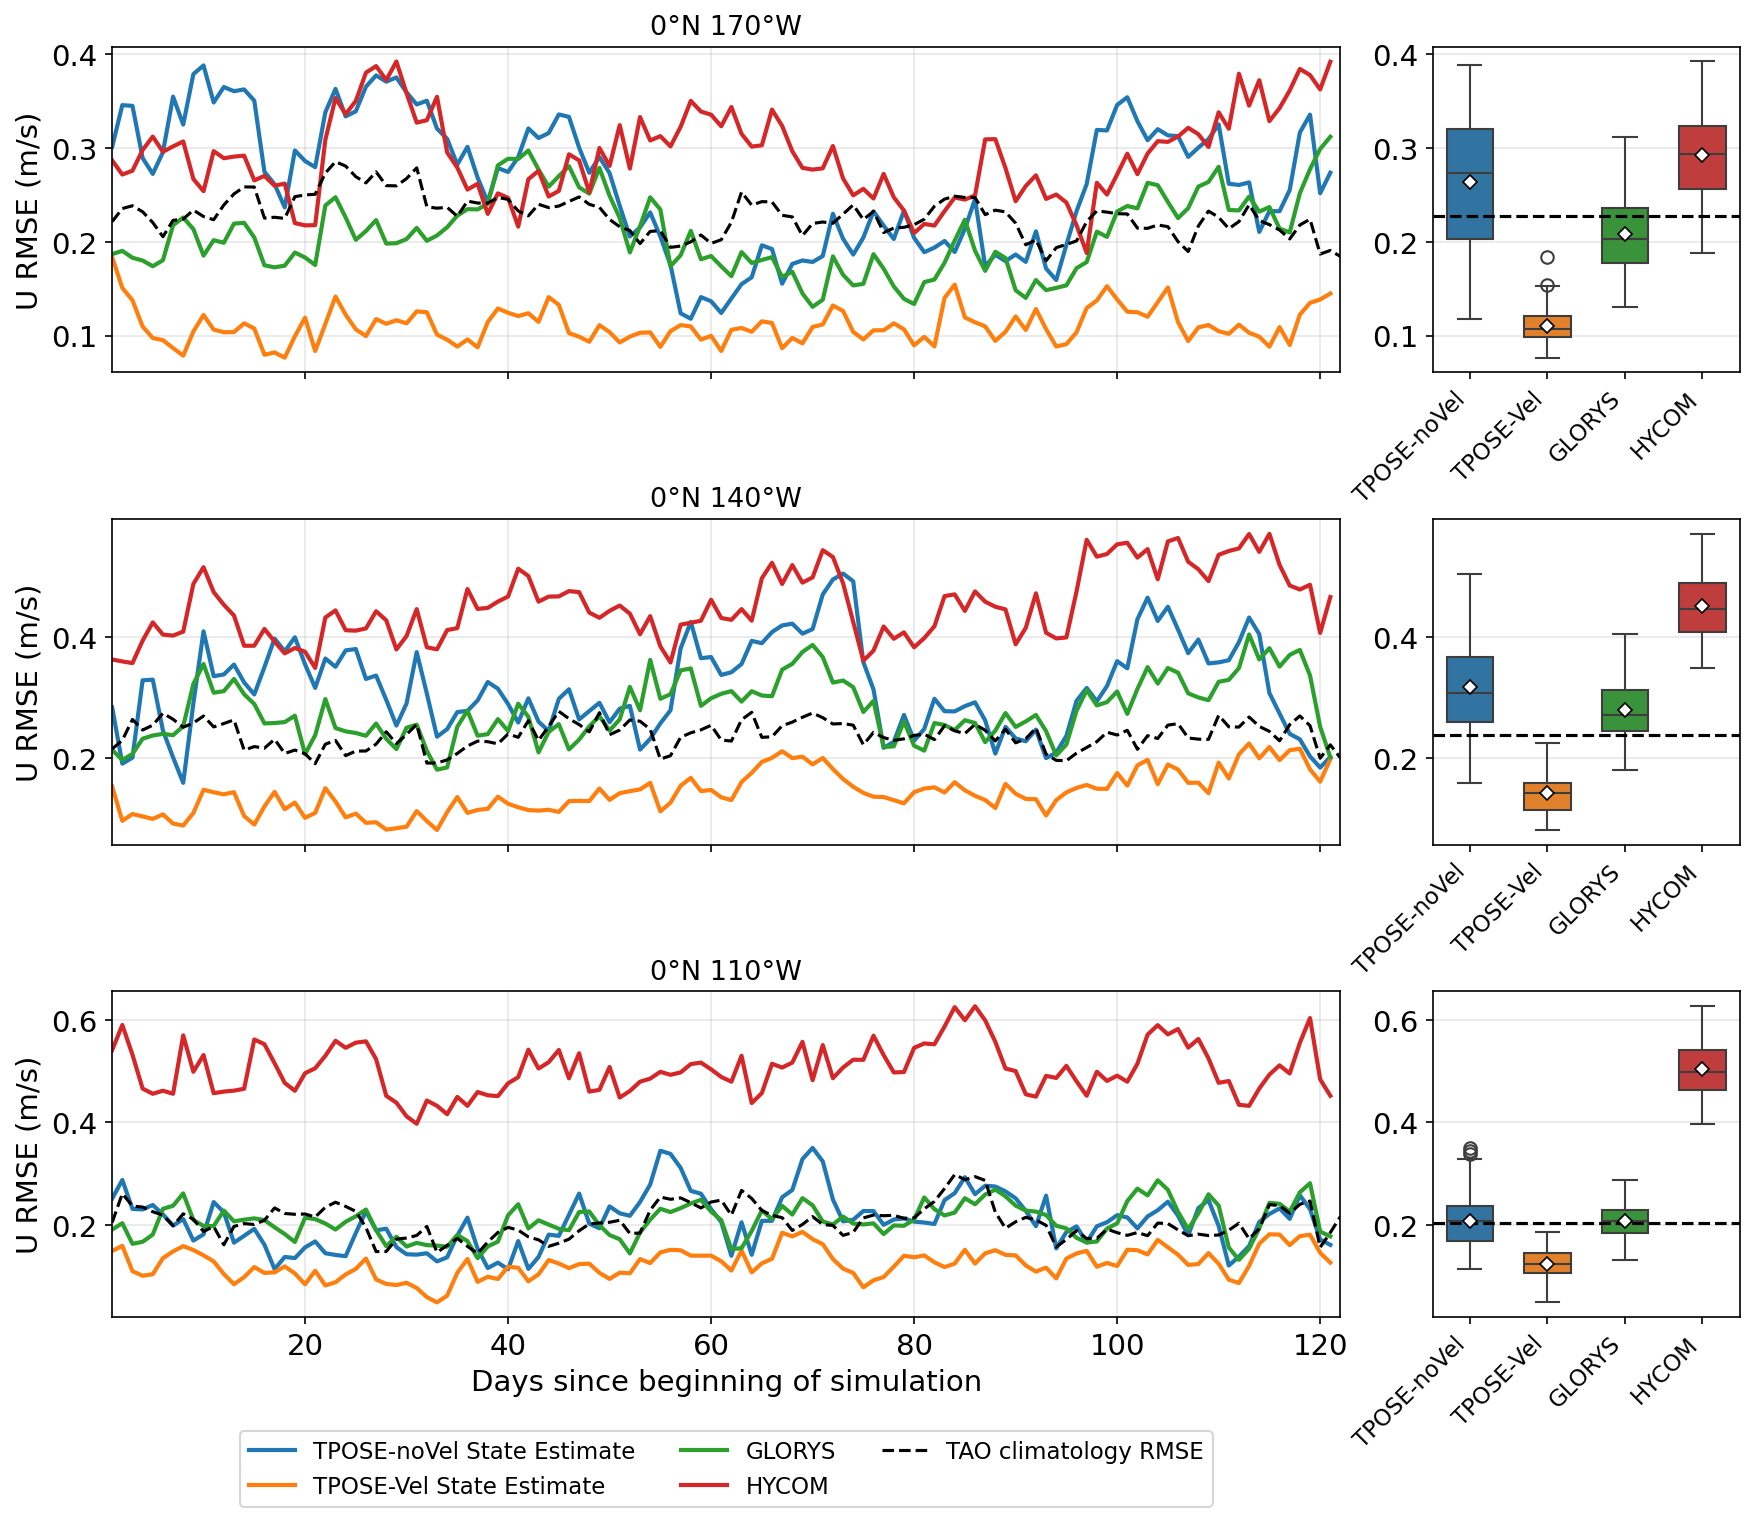 0°N 170°W
U RMSE (m/s)
0.4
0.3
0.2
0.1
0.4
0.3
0.2
0.1
TPOSE-noVel
TPOSE-Vel
GLORYS
HYCOM
0°N 140°W
U RMSE (m/s)
0.4
0.2
0.4
0.2
TPOSE-noVel
TPOSE-Vel
GLORYS
HYCOM
0°N 110°W
U RMSE (m/s)
0.6
0.4
0.2
20
40
60
80
100
120
Days since beginning of simulation
0.6
0.4
0.2
TPOSE-noVel
TPOSE-Vel
GLORYS
HYCOM
TPOSE-noVel State Estimate
TPOSE-Vel State Estimate
GLORYS
HYCOM
TAO climatology RMSE